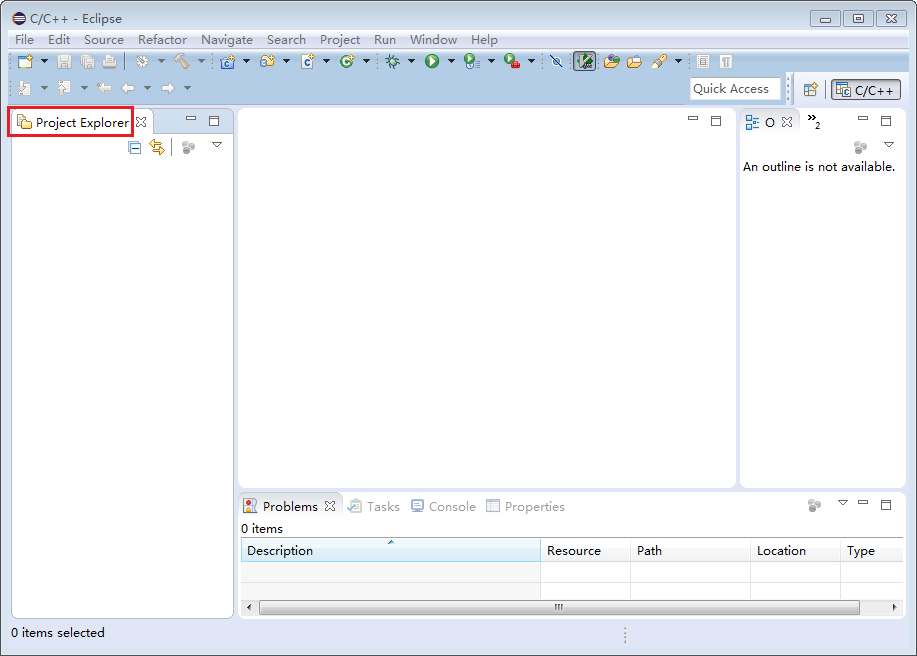 C/C++ - Eclipse
File Edit Source Refactor Navigate Search Project Run Window Help
Quick Access
C/C++
Project Explorer
O
2
An outline is not available.
Problems Tasks Console Properties
0 items
Description Resource Path Location Type
0 items selected